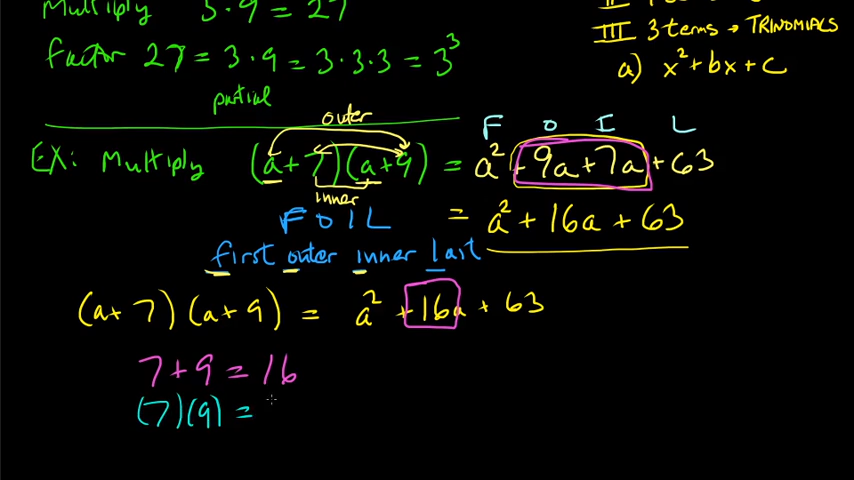 Multiply 3 · 9 = 27
III 3 terms → TRINOMIALS
a) x² + bx + c
Factor 27 = 3 · 9 = 3 · 3 · 3 = 3³
partial
outer
F O I L
EX: Multiply (a + 7)(a + 9) = a² + 9a + 7a + 63
inner
FOIL = a² + 16a + 63
first outer inner last
(a + 7)(a + 9) = a² + 16a + 63
7 + 9 = 16
(7)(9) =